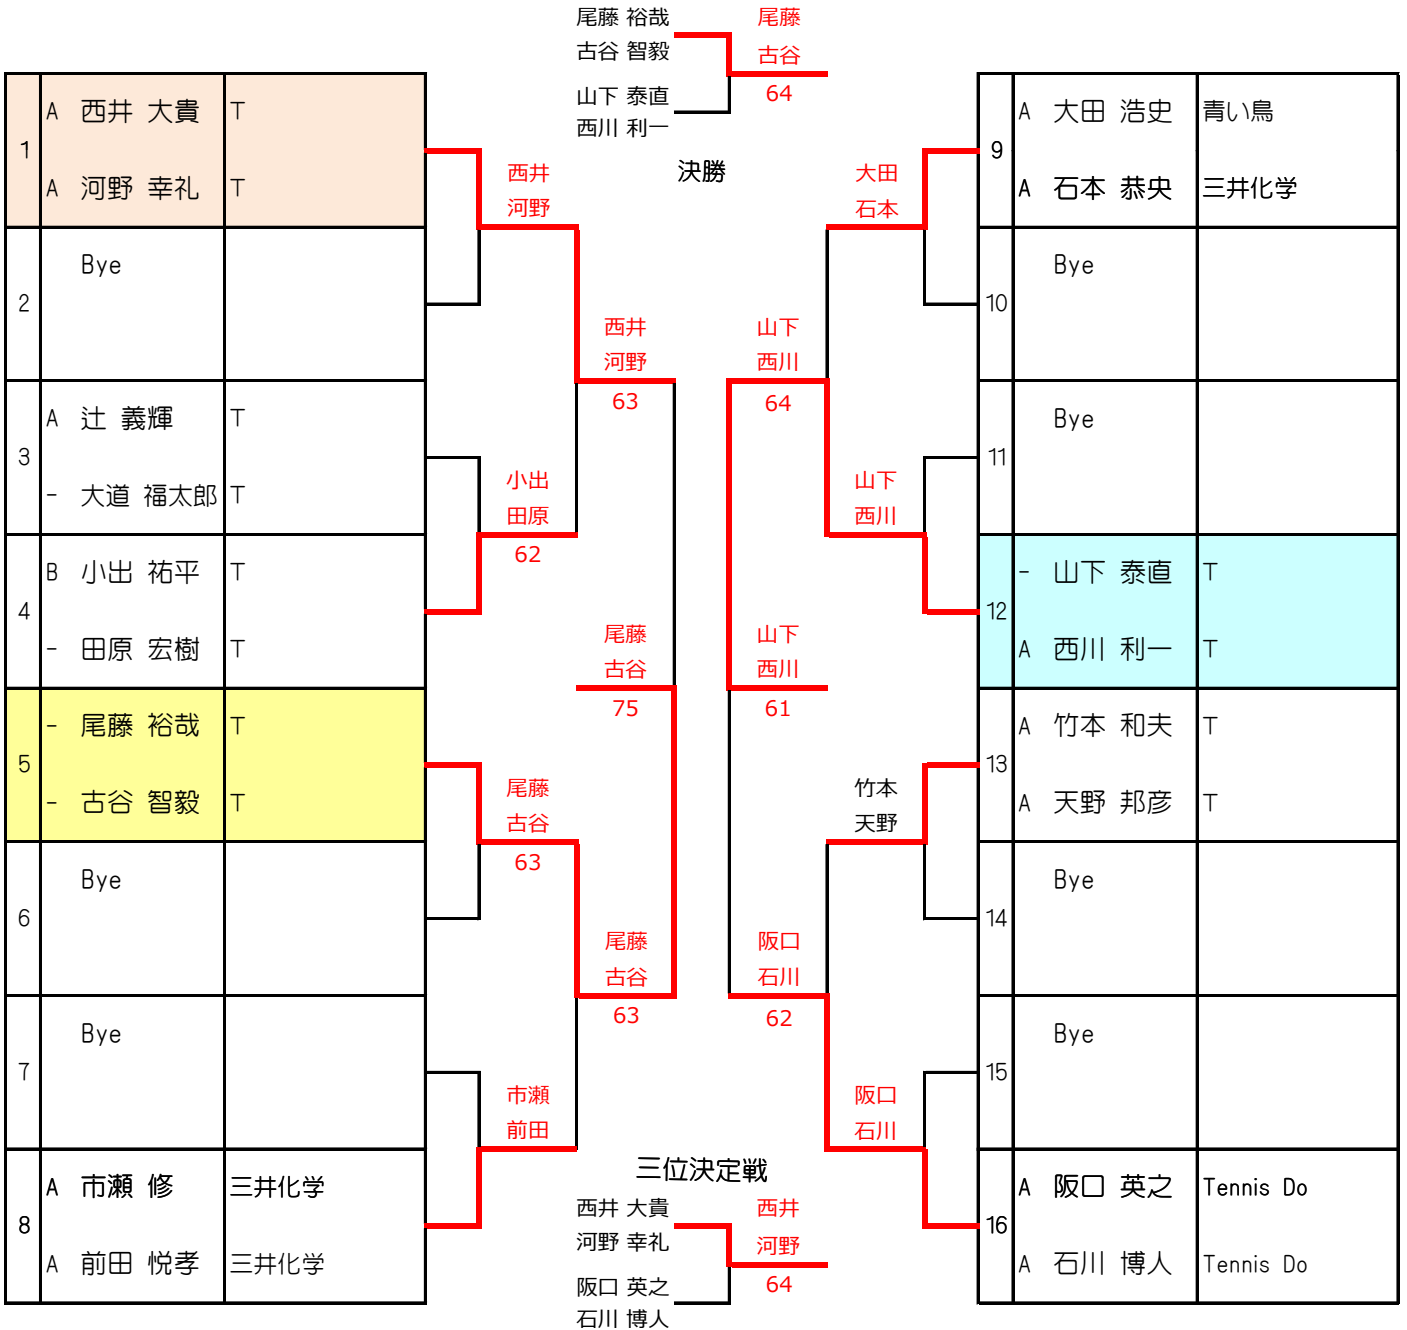 尾藤 裕哉
古谷 智毅
山下 泰直
西川 利一
尾藤
古谷
64
決勝
1
A 西井 大貴 T
A 河野 幸礼 T
2
Bye
3
A 辻 義輝 T
- 大道 福太郎 T
4
B 小出 祐平 T
- 田原 宏樹 T
5
- 尾藤 裕哉 T
- 古谷 智毅 T
6
Bye
7
Bye
8
A 市瀬 修 三井化学
A 前田 悦孝 三井化学
西井
河野
小出
田原
62
尾藤
古谷
63
市瀬
前田
西井
河野
63
尾藤
古谷
75
尾藤
古谷
63
山下
西川
64
山下
西川
61
阪口
石川
62
大田
石本
山下
西川
竹本
天野
阪口
石川
9
A 大田 浩史 青い鳥
A 石本 恭央 三井化学
10
Bye
11
Bye
12
- 山下 泰直 T
A 西川 利一 T
13
A 竹本 和夫 T
A 天野 邦彦 T
14
Bye
15
Bye
16
A 阪口 英之 Tennis Do
A 石川 博人 Tennis Do
三位決定戦
西井 大貴
河野 幸礼
阪口 英之
石川 博人
西井
河野
64